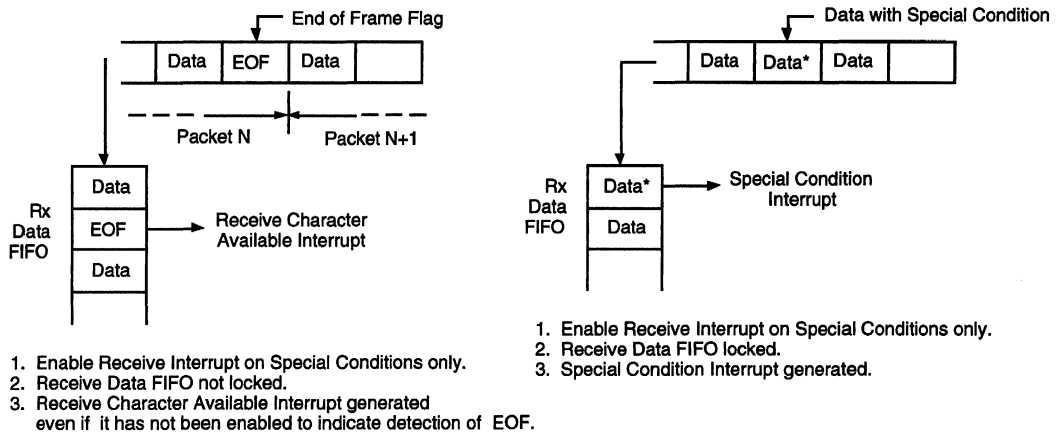 End of Frame Flag
Data
EOF
Data
Packet N
Packet N+1
Data
EOF
Data
Rx
Data
FIFO
Receive Character
Available Interrupt
1. Enable Receive Interrupt on Special Conditions only.
2. Receive Data FIFO not locked.
3. Receive Character Available Interrupt generated
even if it has not been enabled to indicate detection of EOF.
Data with Special Condition
Data
Data*
Data
Rx
Data
FIFO
Data*
Data
Special Condition
Interrupt
1. Enable Receive Interrupt on Special Conditions only.
2. Receive Data FIFO locked.
3. Special Condition Interrupt generated.